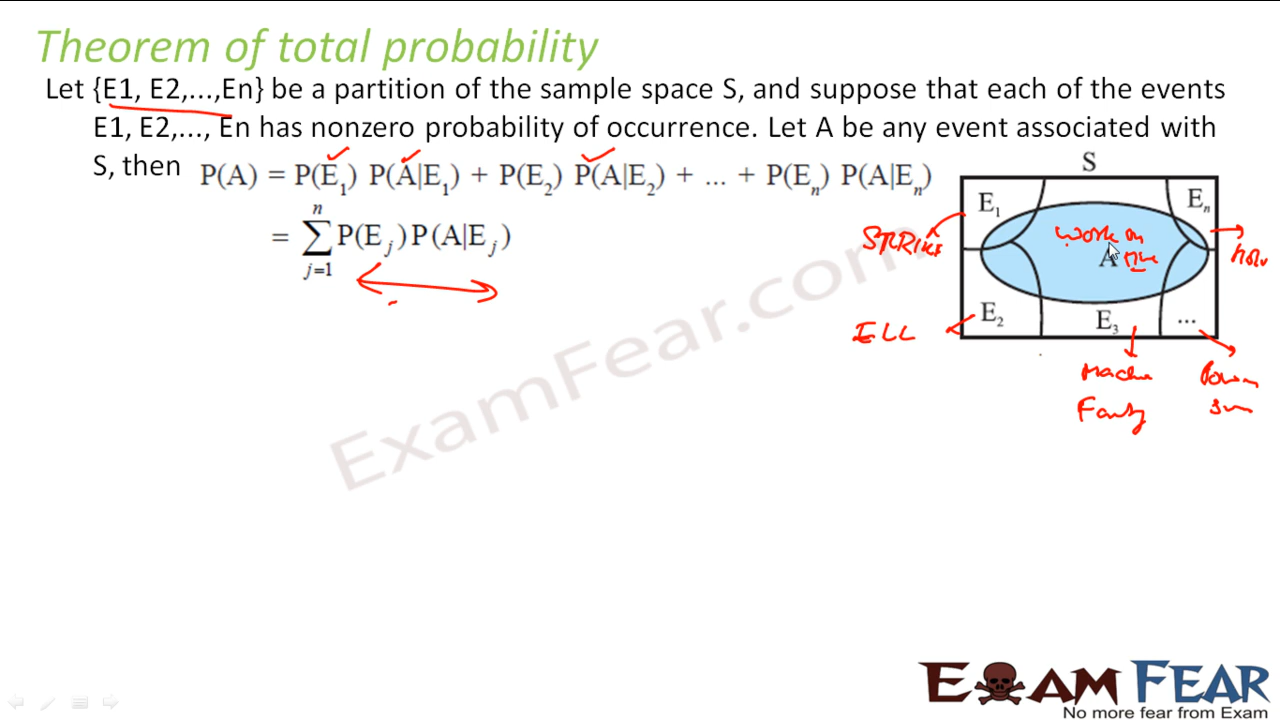 Theorem of total probability
Let {E1, E2,...,En} be a partition of the sample space S, and suppose that each of the events
E1, E2,..., En has nonzero probability of occurrence. Let A be any event associated with
S, then P(A) = P(E₁) P(A|E₁) + P(E₂) P(A|E₂) + ... + P(Eₙ) P(A|Eₙ)
= ∑ⁿⱼ₌₁ P(Eⱼ)P(A|Eⱼ)
S
E₁
Eₙ
STRIKE
Work on
A
E₂
E₃
...
ILL
ExamFear.com
EXAM FEAR
No more fear from Exam